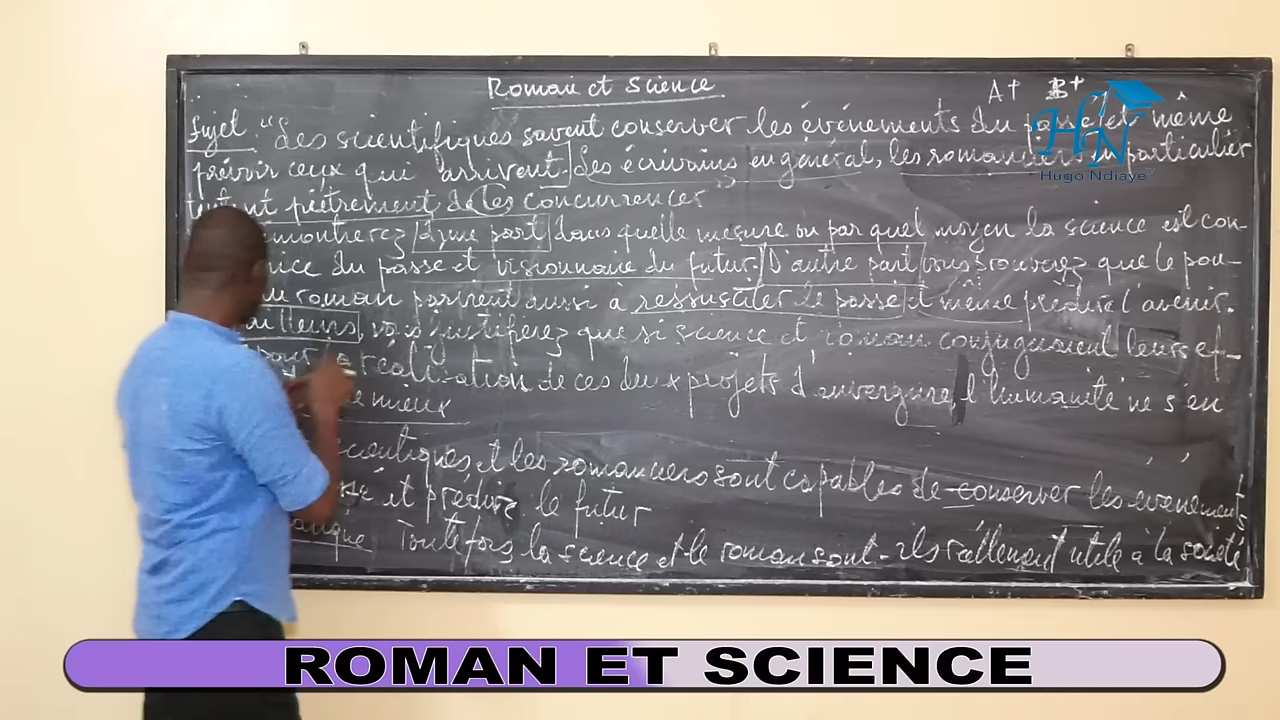 Roman et Science
A+ B+
HN
Hugo Ndiaye
Sujet "Les scientifiques savent conserver les événements du passé et même
prévoir ceux qui arrivent. Les écrivains en général, les romanciers en particulier
tentent piètrement de les concurrencer"
montrerez d'une part dans quelle mesure ou par quel moyen la science est con-
rice du passé et visionnaire du futur. D'autre part vous prouverez que le pou-
du roman parvient aussi à ressusciter le passé et même prédire l'avenir.
ailleurs, vous justifierez que si science et roman conjuguaient leurs ef-
pour la réalisation de ces deux projets d'envergure, l'humanité ne s'en
mieux
et les romanciers sont capables de conserver les événements
et prédire le futur
Toutefois la science et le roman sont-ils réellement utile à la société
ROMAN ET SCIENCE